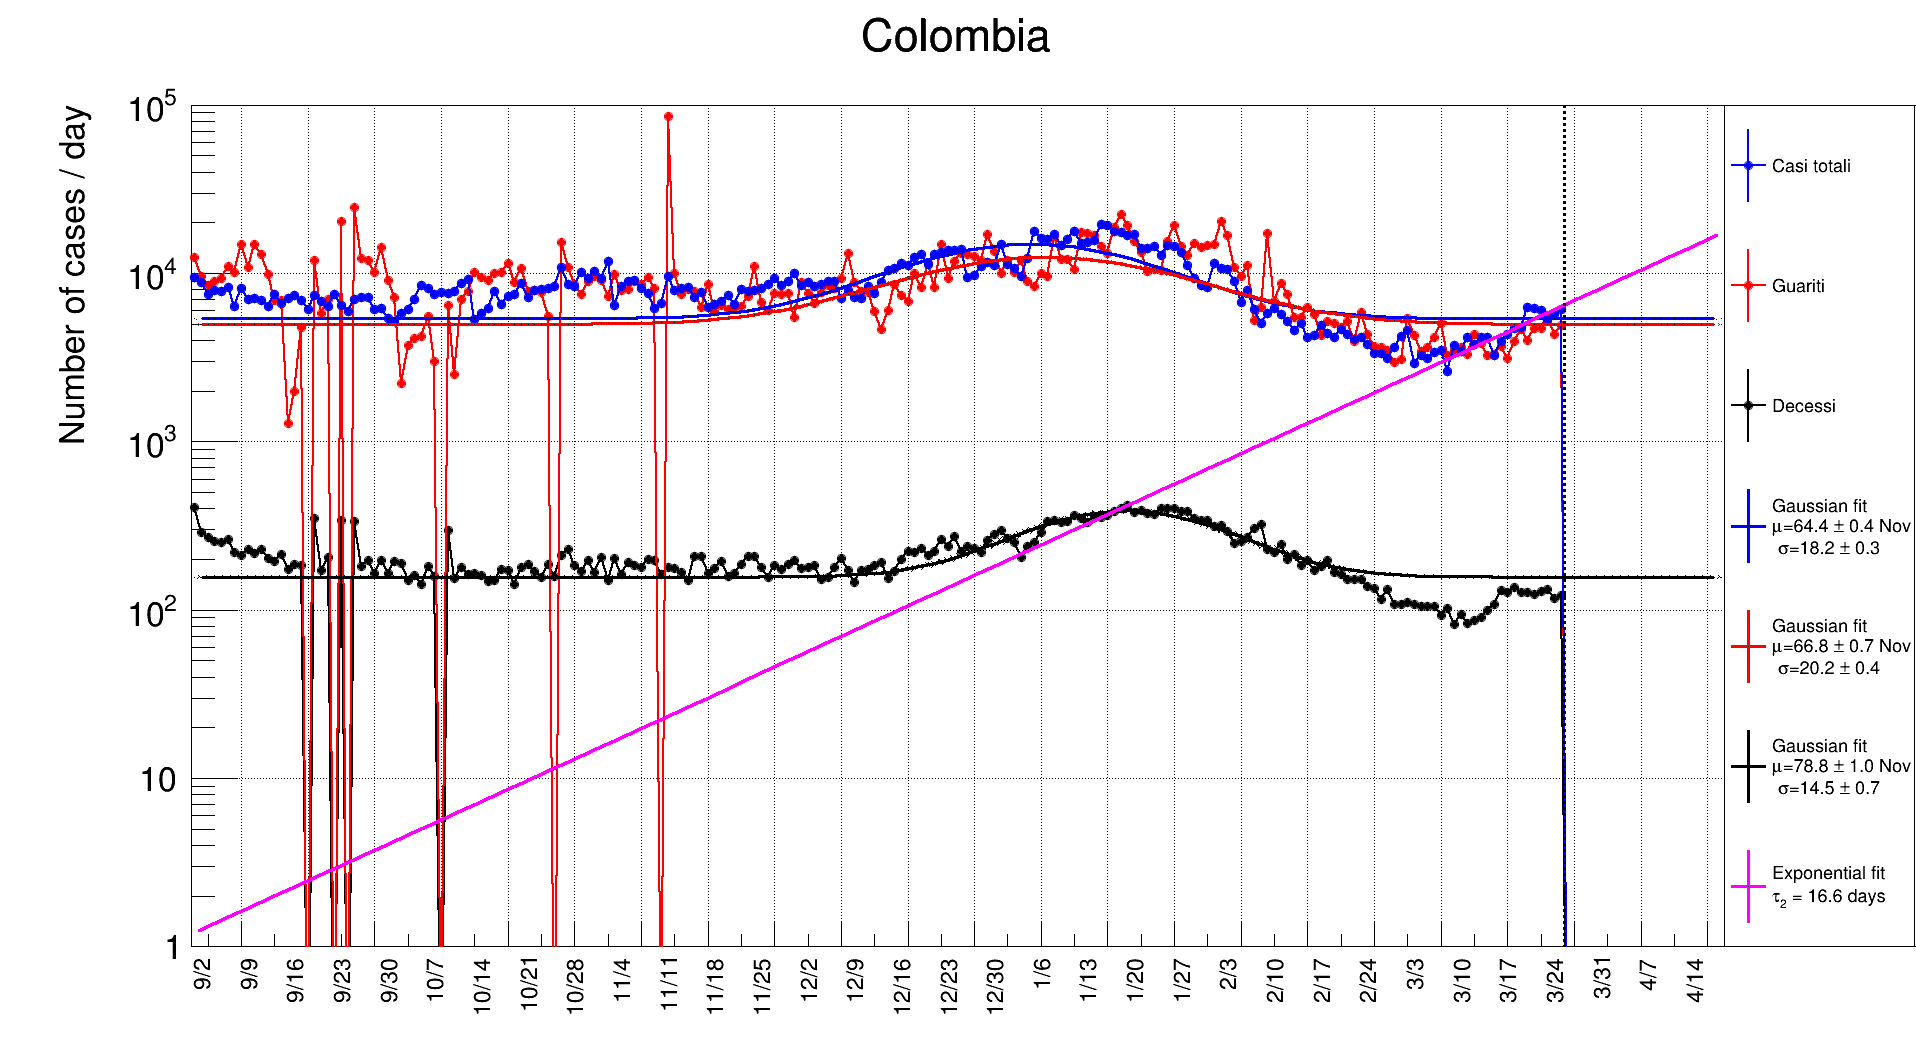 Colombia
Number of cases / day
10^5
10^4
10^3
10^2
10
1
9/2 9/9 9/16 9/23 9/30 10/7 10/14 10/21 10/28 11/4 11/11 11/18 11/25 12/2 12/9 12/16 12/23 12/30 1/6 1/13 1/20 1/27 2/3 2/10 2/17 2/24 3/3 3/10 3/17 3/24 3/31 4/7 4/14
Casi totali
Guariti
Decessi
Gaussian fit
μ=64.4 ± 0.4 Nov
σ=18.2 ± 0.3
Gaussian fit
μ=66.8 ± 0.7 Nov
σ=20.2 ± 0.4
Gaussian fit
μ=78.8 ± 1.0 Nov
σ=14.5 ± 0.7
Exponential fit
τ₂ = 16.6 days